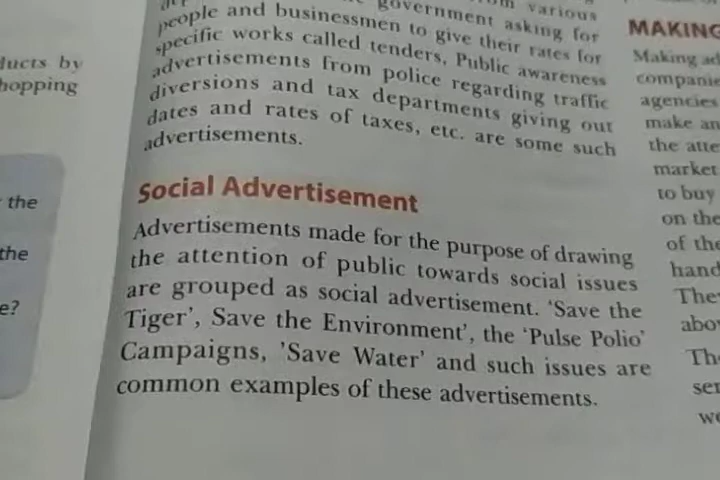 ducts by
hopping
the
the
e?
various
government asking for
people and businessmen to give their rates for
specific works called tenders, Public awareness
advertisements from police regarding traffic
diversions and tax departments giving out
dates and rates of taxes, etc. are some such
advertisements.
Social Advertisement
Advertisements made for the purpose of drawing
the attention of public towards social issues
are grouped as social advertisement. 'Save the
Tiger', Save the Environment', the 'Pulse Polio'
Campaigns, 'Save Water' and such issues are
common examples of these advertisements.
MAKING
Making ad
companie
agencies
make an
the atte
market
to buy
on the
of the
hand
The
abo
Th
ser
we